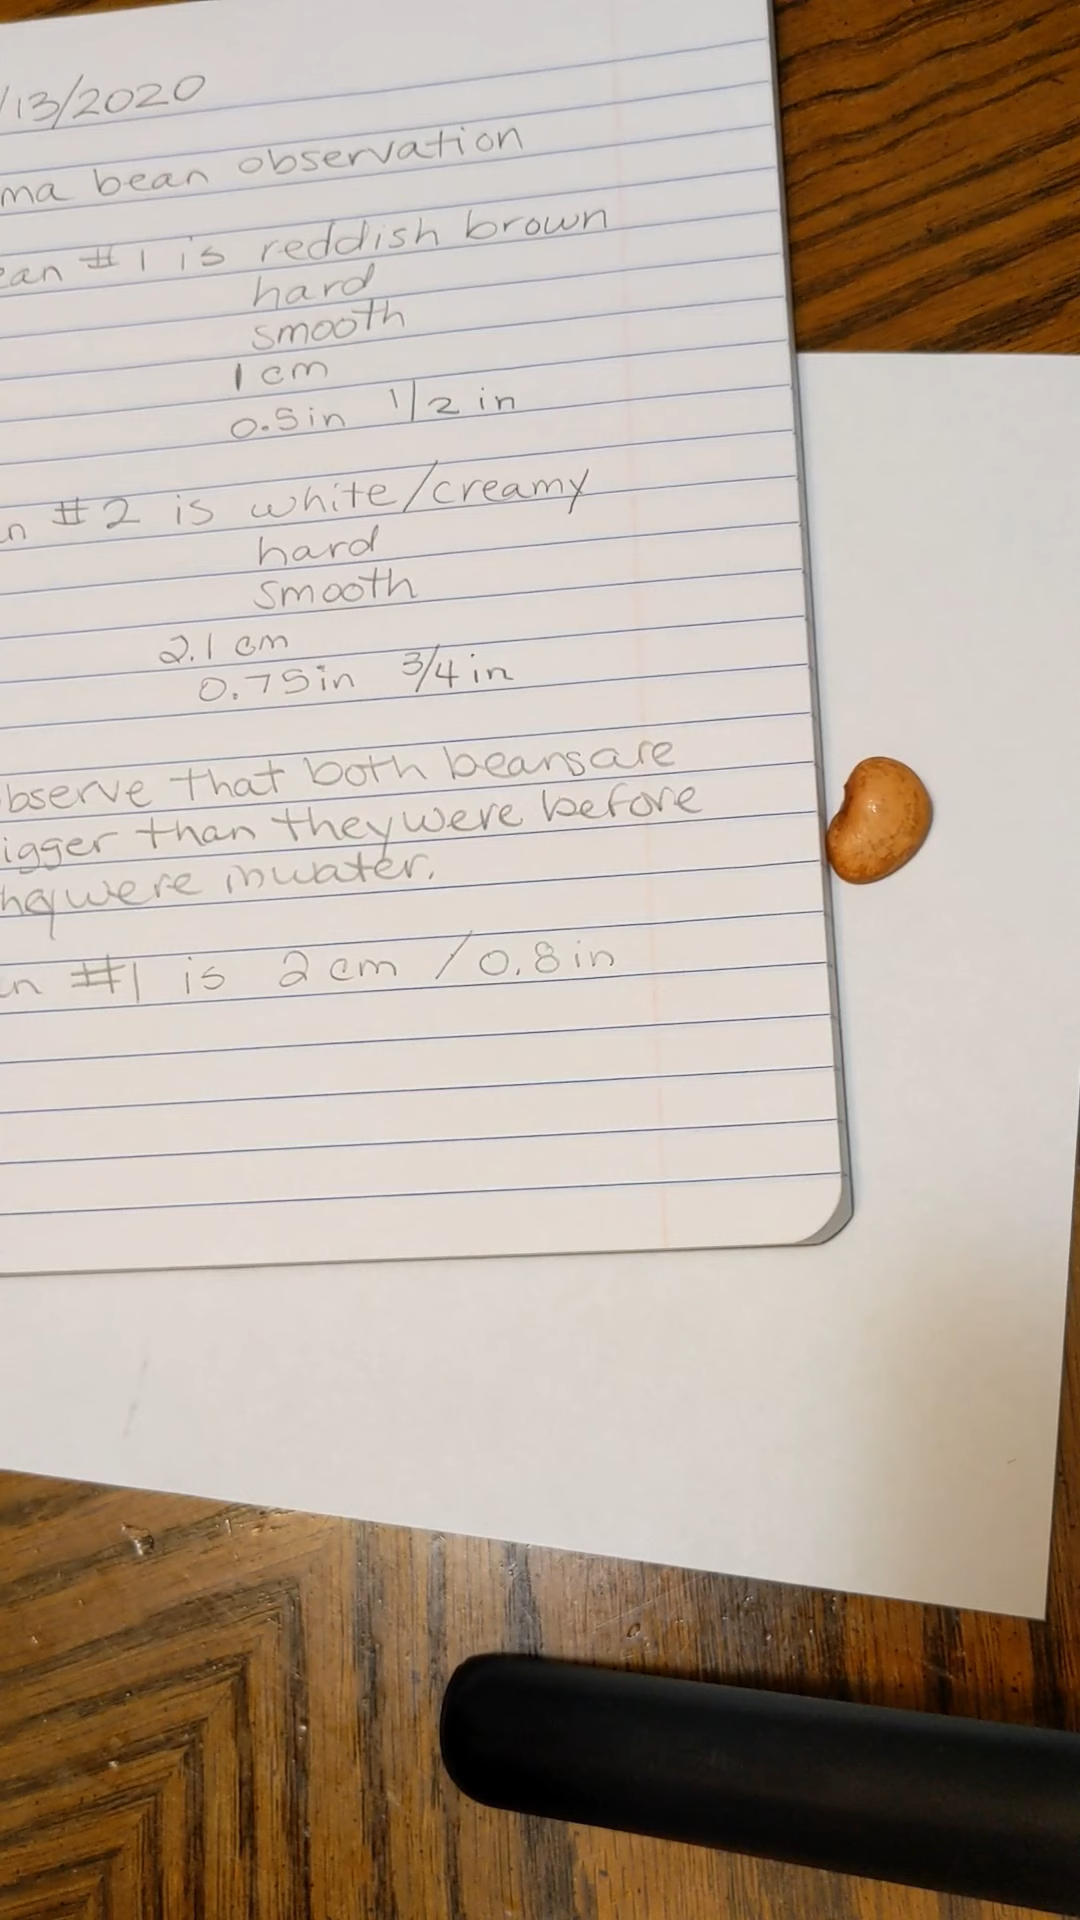 /13/2020
ma bean observation
ean #1 is reddish brown
hard
smooth
1 cm
0.5in 1/2 in
n #2 is white/creamy
hard
smooth
2.1 cm
0.75in 3/4 in
bserve that both beans are
igger than they were before
hey were in water.
n #1 is 2 cm / 0.8 in